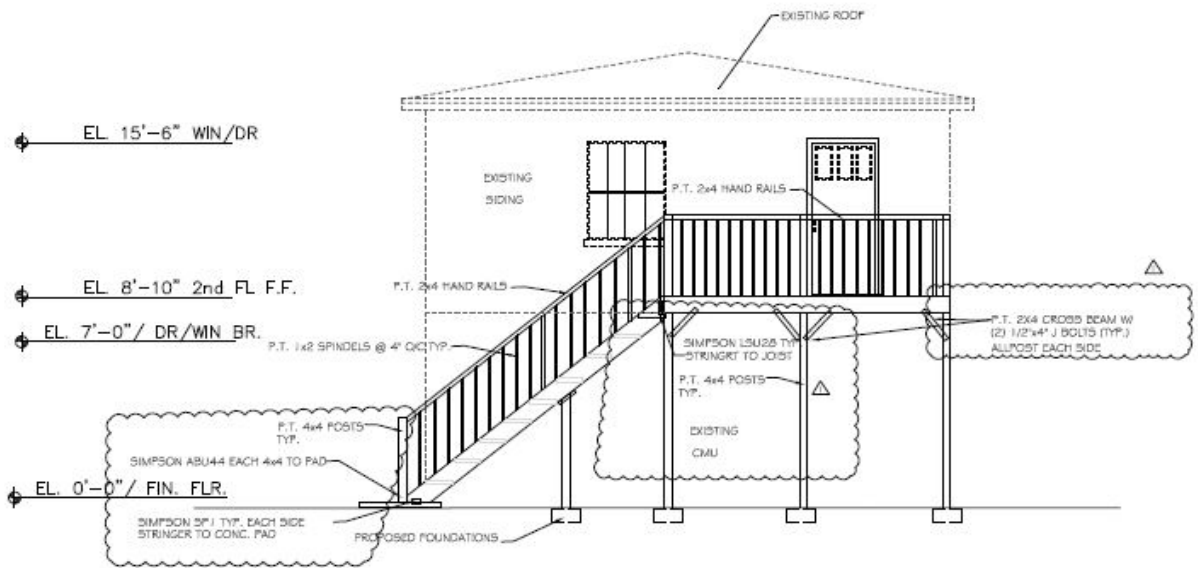 EXISTING ROOF
EL. 15'-6" WIN/DR
EXISTING
SIDING
P.T. 2x4 HAND RAILS
EL. 8'-10" 2nd FL F.F.
P.T. 2x4 HAND RAILS
EL. 7'-0"/ DR/WIN BR.
P.T. 1x2 SPINDELS @ 4" O/C TYP.
P.T. 2X4 CROSS BEAM W/
(2) 1/2"x4" J BOLTS (TYP.)
ALLPOST EACH SIDE
SIMPSON LSU28 TY
STRINGRT TO JOIST
P.T. 4x4 POSTS
TYP.
P.T. 4x4 POSTS
TYP.
EXISTING
CMU
SIMPSON ABU44 EACH 4x4 TO PAD
EL. 0'-0"/ FIN. FLR.
SIMPSON SP1 TYP. EACH SIDE
STRINGER TO CONC. PAD
PROPOSED FOUNDATIONS